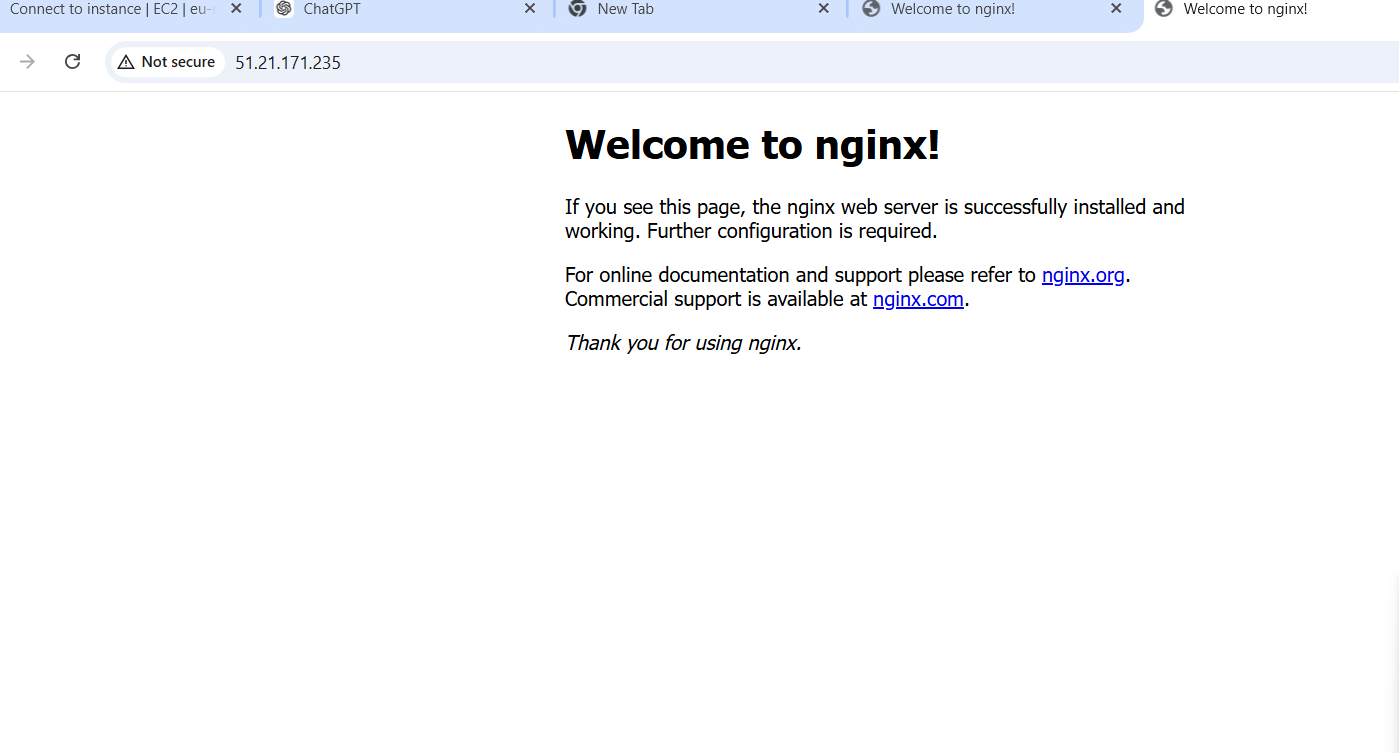 Connect to instance | EC2 | eu-
ChatGPT
New Tab
Welcome to nginx!
Welcome to nginx!
Not secure
51.21.171.235
Welcome to nginx!
If you see this page, the nginx web server is successfully installed and
working. Further configuration is required.
For online documentation and support please refer to nginx.org.
Commercial support is available at nginx.com.
Thank you for using nginx.